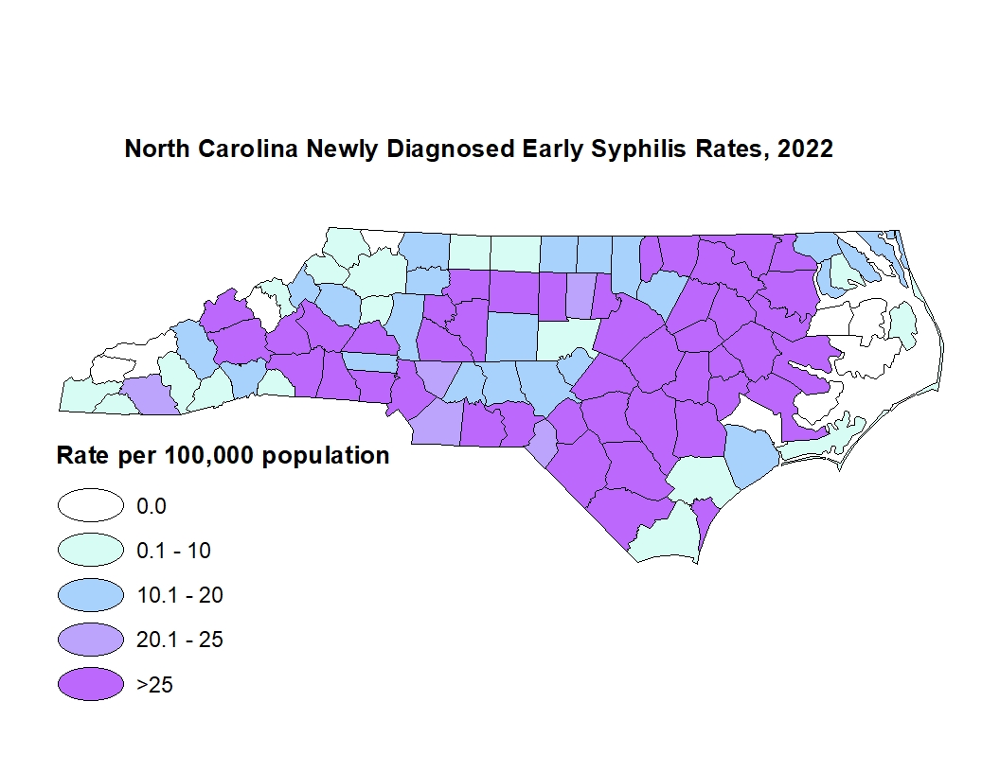 North Carolina Newly Diagnosed Early Syphilis Rates, 2022
Rate per 100,000 population
0.0
0.1 - 10
10.1 - 20
20.1 - 25
>25